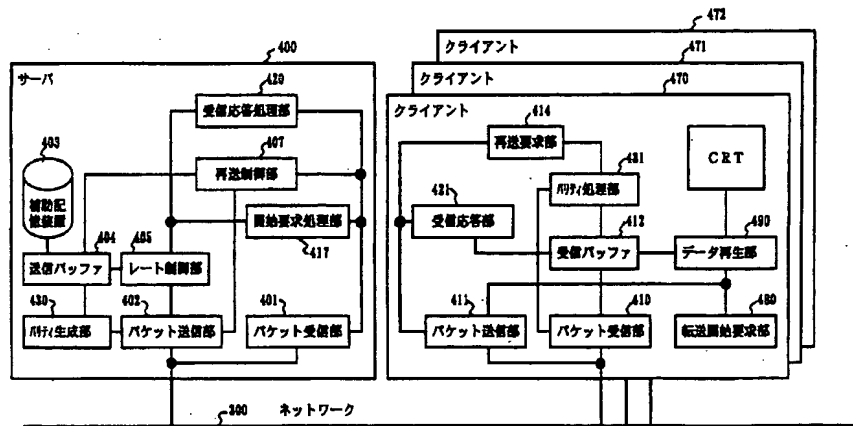 400
サーバ
420
受信応答処理部
403
407
再送制御部
補助記
憶装置
開始要求処理部
417
404
405
送信バッファ
レート制御部
430
402
401
パリティ生成部
パケット送信部
パケット受信部
472
クライアント
471
クライアント
470
クライアント
414
再送要求部
CRT
431
パリティ処理部
421
受信応答部
412
受信バッファ
490
データ再生部
411
パケット送信部
410
パケット受信部
480
転送開始要求部
300
ネットワーク